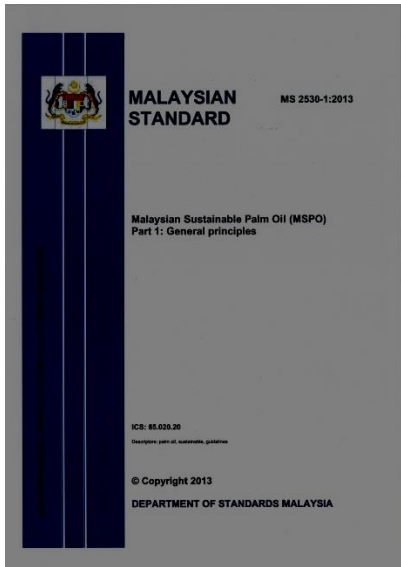 MALAYSIAN
STANDARD
MS 2530-1:2013
Malaysian Sustainable Palm Oil (MSPO)
Part 1: General principles
ICS: 65.020.20
Descriptors: palm oil, sustainable, guidelines
© Copyright 2013
DEPARTMENT OF STANDARDS MALAYSIA